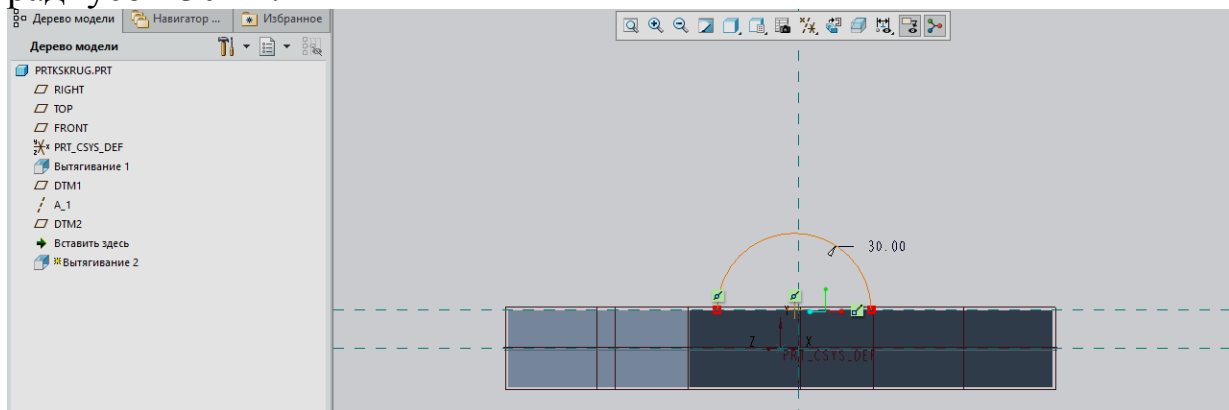 Дерево модели Навигатор ... Избранное
Дерево модели
PRTKSKRUG.PRT
RIGHT
TOP
FRONT
PRT_CSYS_DEF
Вытягивание 1
DTM1
A_1
DTM2
Вставить здесь
Вытягивание 2
30.00
Y
Z X
PRT_CSYS_DEF